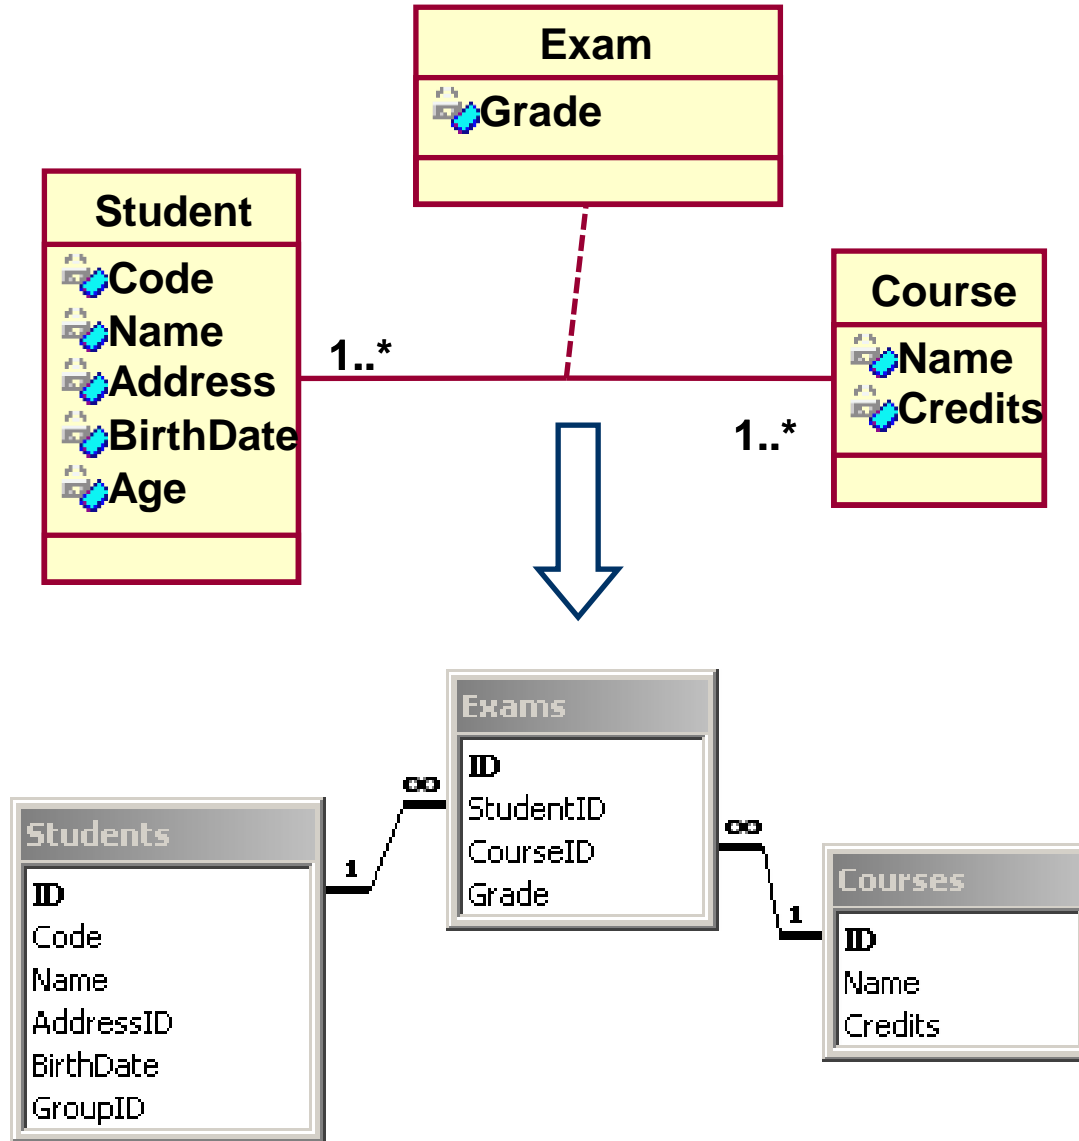 Exam
Grade
Student
Code
Name
Address
BirthDate
Age
1..*
1..*
Course
Name
Credits
Exams
ID
StudentID
CourseID
Grade
Students
ID
Code
Name
AddressID
BirthDate
GroupID
1
∞
∞
1
Courses
ID
Name
Credits